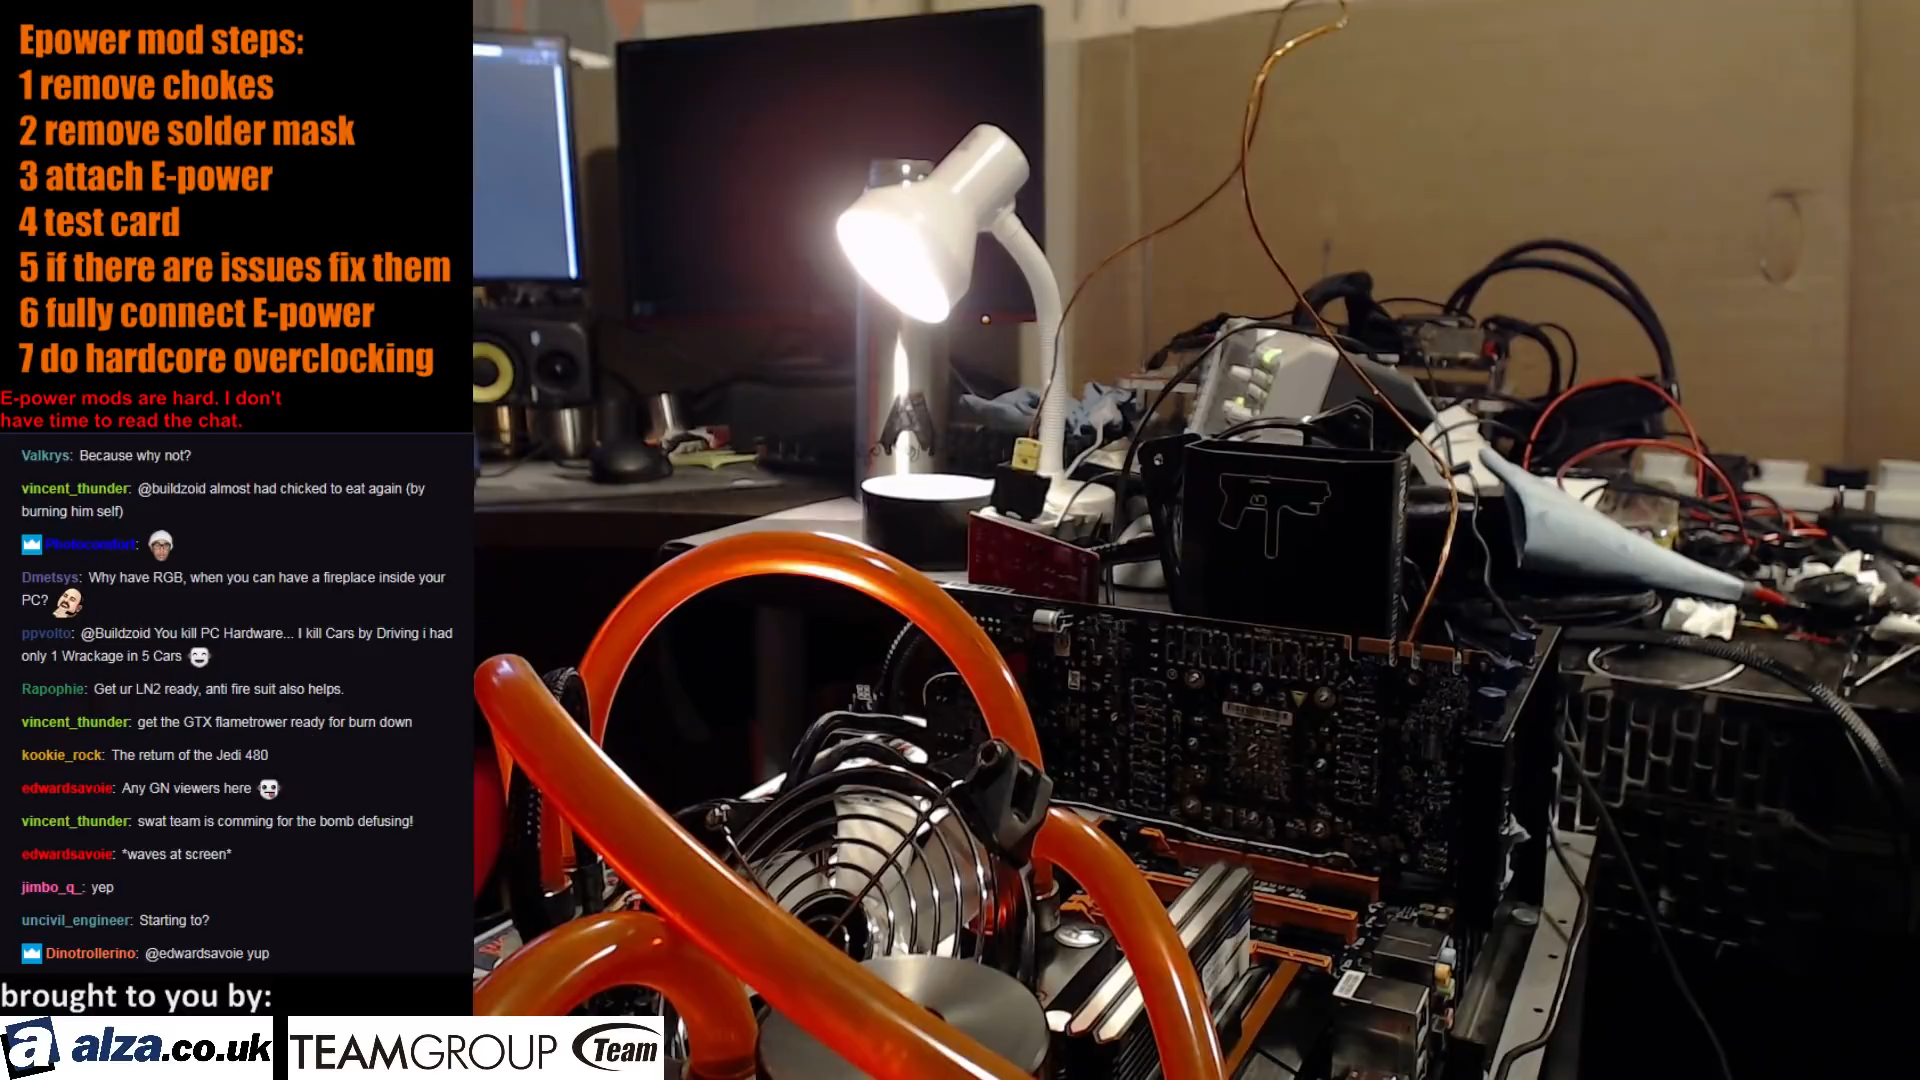 Epower mod steps:
1 remove chokes
2 remove solder mask
3 attach E-power
4 test card
5 if there are issues fix them
6 fully connect E-power
7 do hardcore overclocking
E-power mods are hard. I don't
have time to read the chat.
Valkrys: Because why not?
vincent_thunder: @buildzoid almost had chicked to eat again (by
burning him self)
Photocomfort:
Dmetsys: Why have RGB, when you can have a fireplace inside your
PC?
ppvolto: @Buildzoid You kill PC Hardware... I kill Cars by Driving i had
only 1 Wrackage in 5 Cars
Rapophie: Get ur LN2 ready, anti fire suit also helps.
vincent_thunder: get the GTX flametrower ready for burn down
kookie_rock: The return of the Jedi 480
edwardsavoie: Any GN viewers here
vincent_thunder: swat team is comming for the bomb defusing!
edwardsavoie: *waves at screen*
jimbo_q_: yep
uncivil_engineer: Starting to?
Dinotrollerino: @edwardsavoie yup
brought to you by:
a alza.co.uk
TEAMGROUP Team